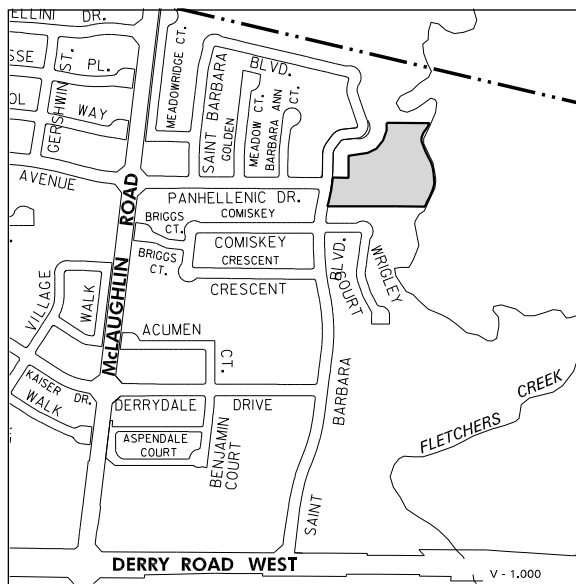 ELLINI DR.
SSE
ST.
PL.
OL
GERSHWIN
WAY
AVENUE
McLAUGHLIN ROAD
MEADOWRIDGE CT.
SAINT BARBARA
BLVD.
GOLDEN
MEADOW CT.
BARBARA ANN
CT.
PANHELLENIC DR.
BRIGGS
CT.
COMISKEY
COMISKEY
CRESCENT
BRIGGS
CT.
CRESCENT
BLVD.
COURT
WRIGLEY
VILLAGE
WALK
ACUMEN
CT.
BARBARA
KAISER DR.
WALK
DERRYDALE DRIVE
ASPENDALE
COURT
BENJAMIN
COURT
SAINT
FLETCHERS CREEK
DERRY ROAD WEST
V - 1.000